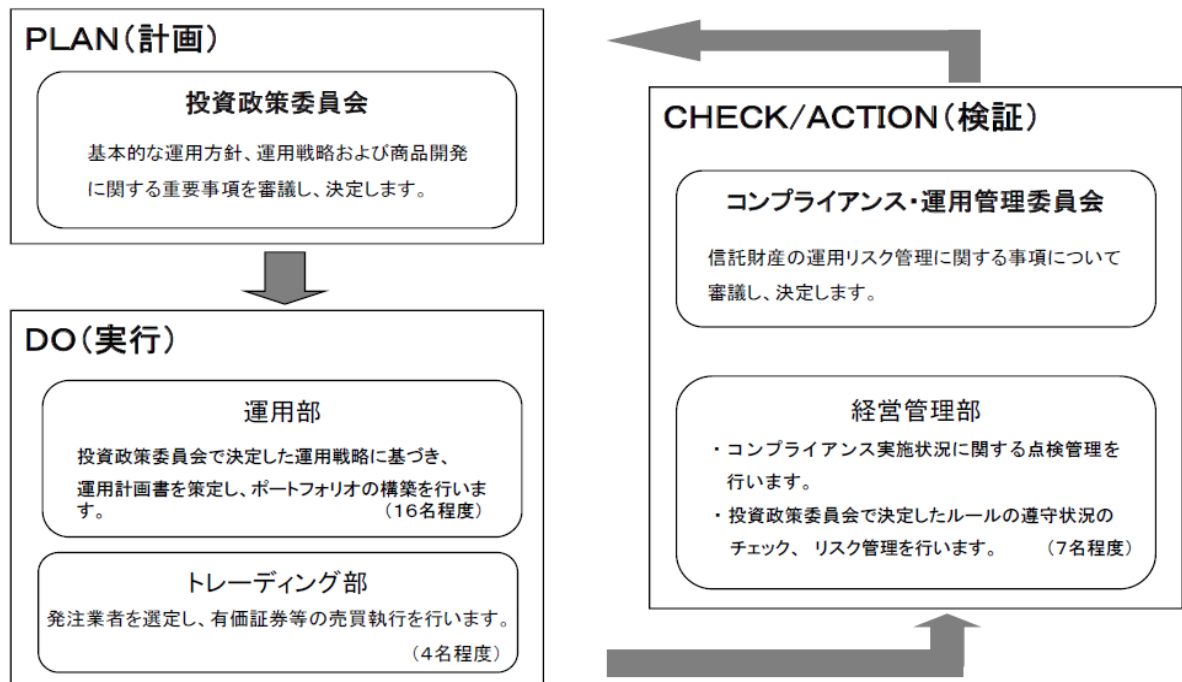 PLAN(計画)
投資政策委員会
基本的な運用方針、運用戦略および商品開発
に関する重要事項を審議し、決定します。
DO(実行)
運用部
投資政策委員会で決定した運用戦略に基づき、
運用計画書を策定し、ポートフォリオの構築を行いま
す。 (16名程度)
トレーディング部
発注業者を選定し、有価証券等の売買執行を行います。
(4名程度)
CHECK/ACTION(検証)
コンプライアンス・運用管理委員会
信託財産の運用リスク管理に関する事項について
審議し、決定します。
経営管理部
・コンプライアンス実施状況に関する点検管理を
行います。
・投資政策委員会で決定したルールの遵守状況の
チェック、 リスク管理を行います。 (7名程度)